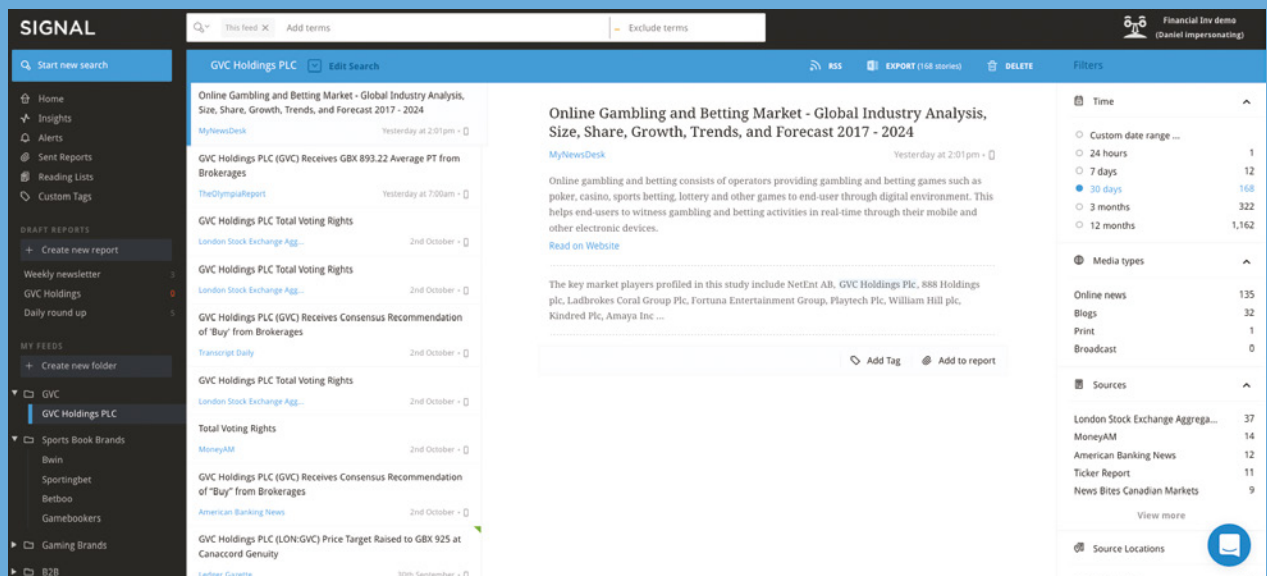 SIGNAL
This feed ✕ Add terms
– Exclude terms
Financial Inv demo
(Daniel impersonating)
Start new search
Home
Insights
Alerts
Sent Reports
Reading Lists
Custom Tags
DRAFT REPORTS
+ Create new report
Weekly newsletter 3
GVC Holdings 0
Daily round up 5
MY FEEDS
+ Create new folder
GVC
GVC Holdings PLC
Sports Book Brands
Bwin
Sportingbet
Betboo
Gamebookers
Gaming Brands
B2B
GVC Holdings PLC Edit Search
RSS EXPORT (168 stories) DELETE
Online Gambling and Betting Market - Global Industry Analysis,
Size, Share, Growth, Trends, and Forecast 2017 - 2024
MyNewsDesk Yesterday at 2:01pm •
GVC Holdings PLC (GVC) Receives GBX 893.22 Average PT from
Brokerages
TheOlympiaReport Yesterday at 7:00am •
GVC Holdings PLC Total Voting Rights
London Stock Exchange Agg... 2nd October •
GVC Holdings PLC Total Voting Rights
London Stock Exchange Agg... 2nd October •
GVC Holdings PLC (GVC) Receives Consensus Recommendation
of 'Buy' from Brokerages
Transcript Daily 2nd October •
GVC Holdings PLC Total Voting Rights
London Stock Exchange Agg... 2nd October •
Total Voting Rights
MoneyAM 2nd October •
GVC Holdings PLC (GVC) Receives Consensus Recommendation
of "Buy" from Brokerages
American Banking News 2nd October •
GVC Holdings PLC (LON:GVC) Price Target Raised to GBX 925 at
Canaccord Genuity
Ledger Gazette 30th September •
Online Gambling and Betting Market - Global Industry Analysis,
Size, Share, Growth, Trends, and Forecast 2017 - 2024
MyNewsDesk Yesterday at 2:01pm •
Online gambling and betting consists of operators providing gambling and betting games such as
poker, casino, sports betting, lottery and other games to end-user through digital environment. This
helps end-users to witness gambling and betting activities in real-time through their mobile and
other electronic devices.
Read on Website
The key market players profiled in this study include NetEnt AB, GVC Holdings Plc, 888 Holdings
plc, Ladbrokes Coral Group Plc, Fortuna Entertainment Group, Playtech Plc, William Hill plc,
Kindred Plc, Amaya Inc ...
Add Tag Add to report
Filters
Time
Custom date range ...
24 hours 1
7 days 12
30 days 168
3 months 322
12 months 1,162
Media types
Online news 135
Blogs 32
Print 1
Broadcast 0
Sources
London Stock Exchange Aggrega... 37
MoneyAM 14
American Banking News 12
Ticker Report 11
News Bites Canadian Markets 9
View more
Source Locations